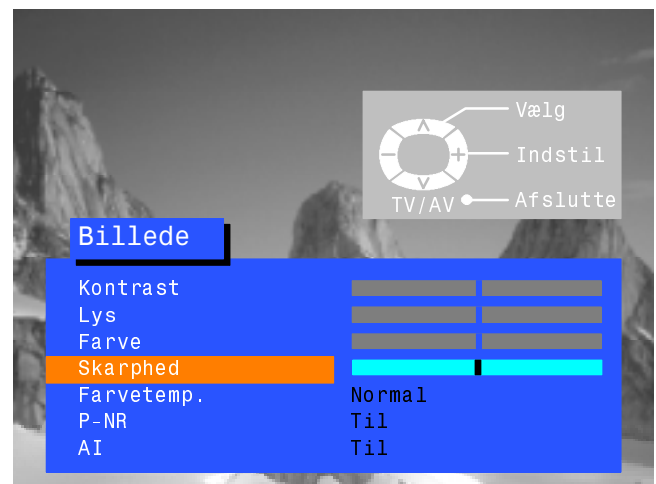 Vælg
Indstil
TV/AV Afslutte
Billede
Kontrast
Lys
Farve
Skarphed
Farvetemp. Normal
P-NR Til
AI Til